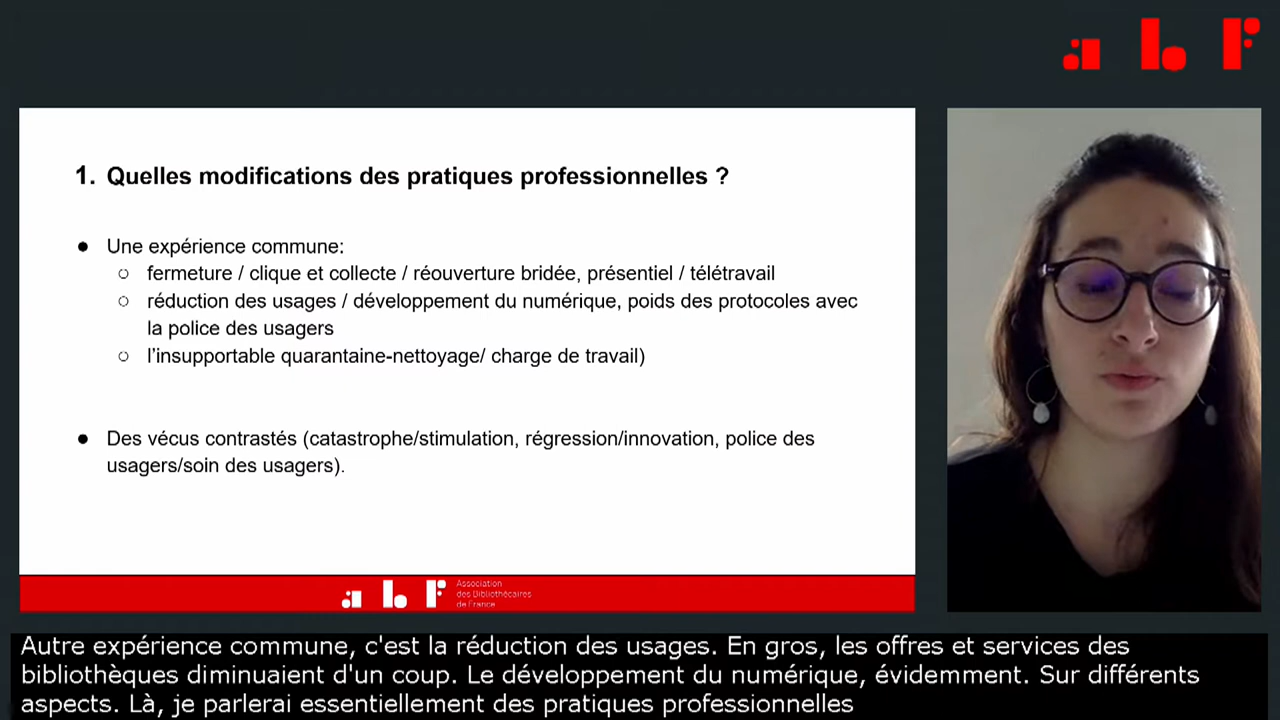 abf
1. Quelles modifications des pratiques professionnelles ?
● Une expérience commune:
○ fermeture / clique et collecte / réouverture bridée, présentiel / télétravail
○ réduction des usages / développement du numérique, poids des protocoles avec
la police des usagers
○ l'insupportable quarantaine-nettoyage/ charge de travail)
● Des vécus contrastés (catastrophe/stimulation, régression/innovation, police des
usagers/soin des usagers).
abf
Association
des Bibliothécaires
de France
Autre expérience commune, c'est la réduction des usages. En gros, les offres et services des
bibliothèques diminuaient d'un coup. Le développement du numérique, évidemment. Sur différents
aspects. Là, je parlerai essentiellement des pratiques professionnelles